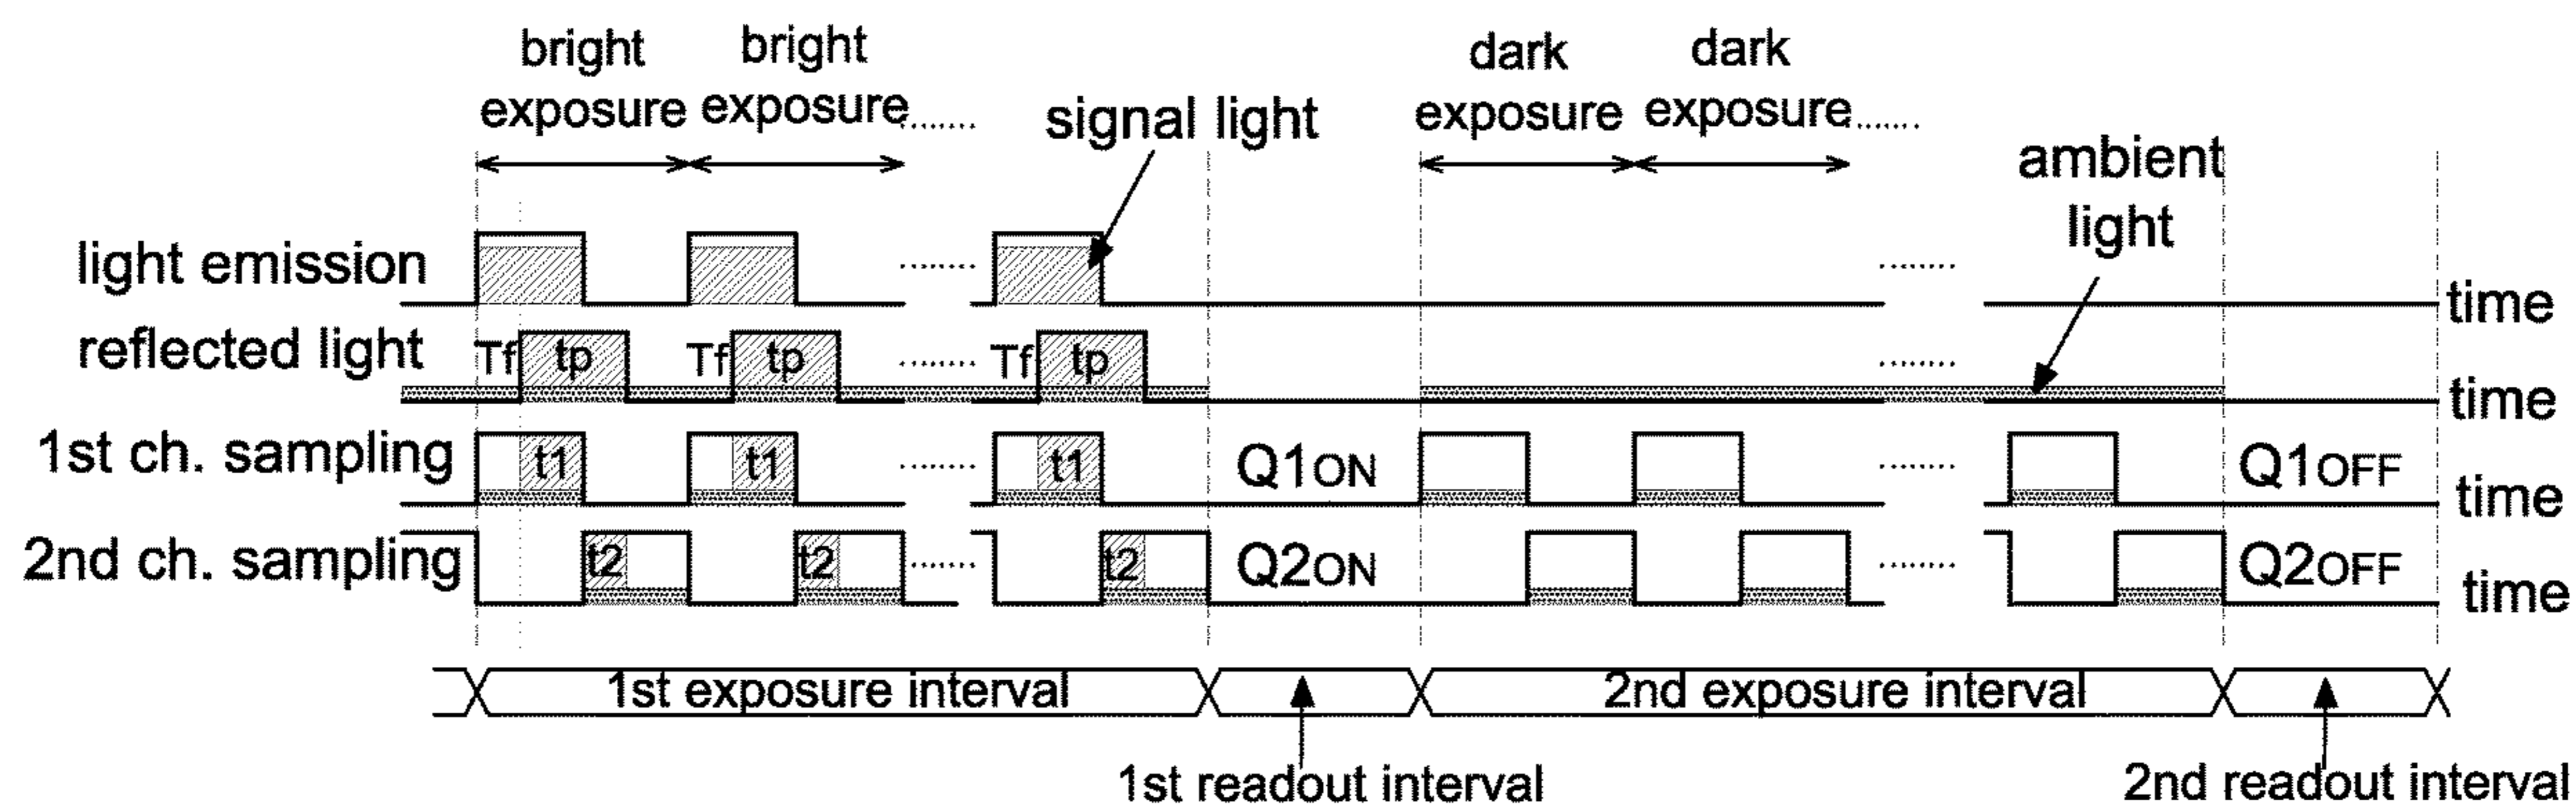 bright
exposure
bright
exposure.......
signal light
dark
exposure
dark
exposure.......
ambient
light
light emission
.......
.......
time
reflected light
Tf
tp
Tf
tp
.......
Tf
tp
.......
time
1st ch. sampling
t1
t1
.......
t1
Q1ON
.......
Q1OFF
time
2nd ch. sampling
t2
t2
.......
t2
Q2ON
.......
Q2OFF
time
1st exposure interval
2nd exposure interval
1st readout interval
2nd readout interval